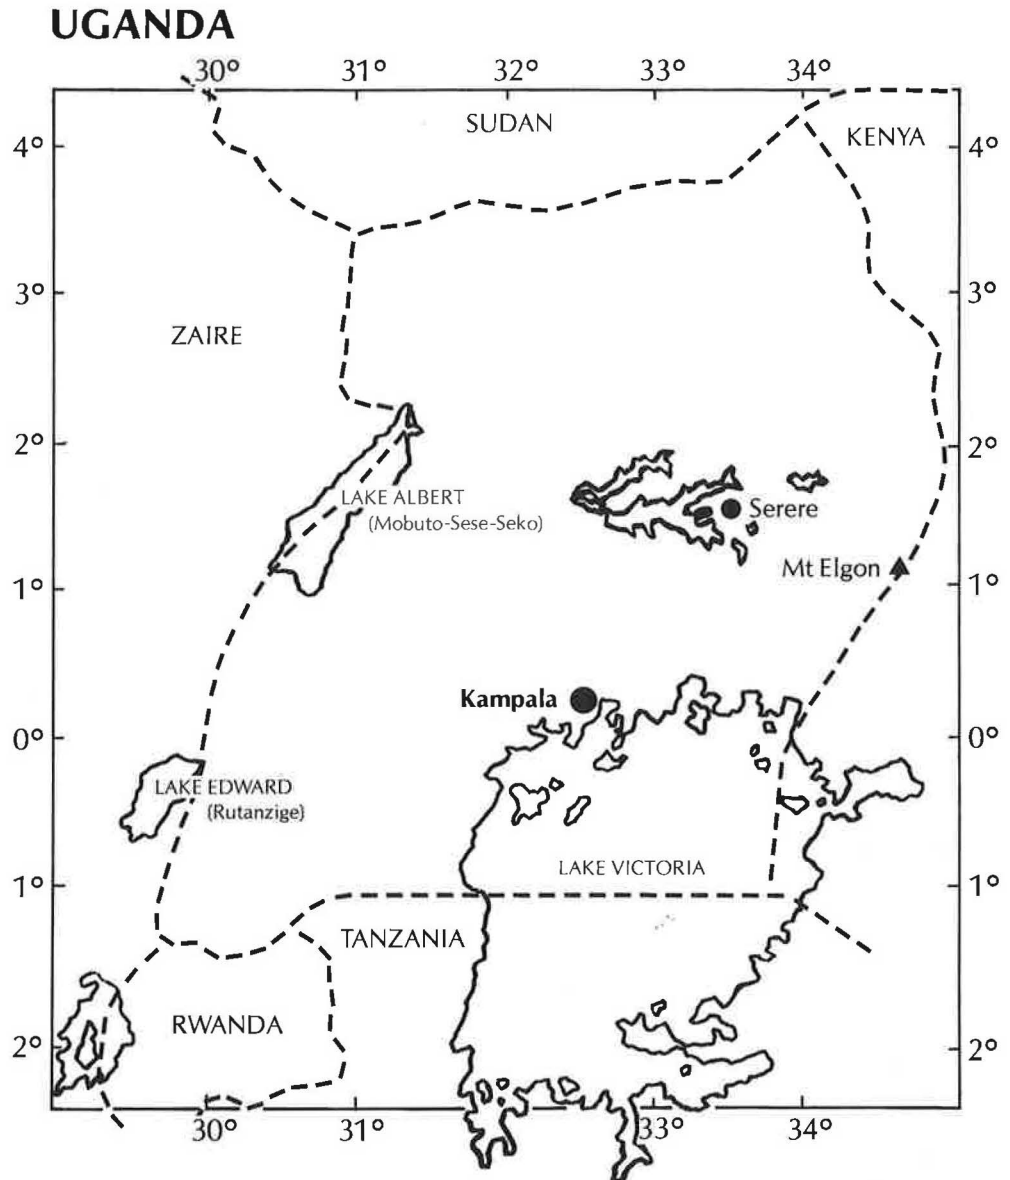 UGANDA
30° 31° 32° 33° 34°
SUDAN
KENYA
4° 4°
3° 3°
ZAIRE
2° 2°
LAKE ALBERT
(Mobuto-Sese-Seko)
Serere
Mt Elgon
1° 1°
Kampala
0° 0°
LAKE EDWARD
(Rutanzige)
LAKE VICTORIA
1° 1°
TANZANIA
RWANDA
2° 2°
30° 31° 33° 34°